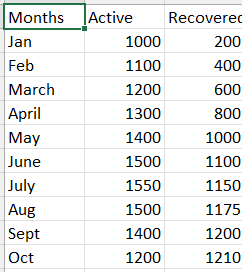 Months Active Recovered
Jan 1000 200
Feb 1100 400
March 1200 600
April 1300 800
May 1400 1000
June 1500 1100
July 1550 1150
Aug 1500 1175
Sept 1400 1200
Oct 1200 1210